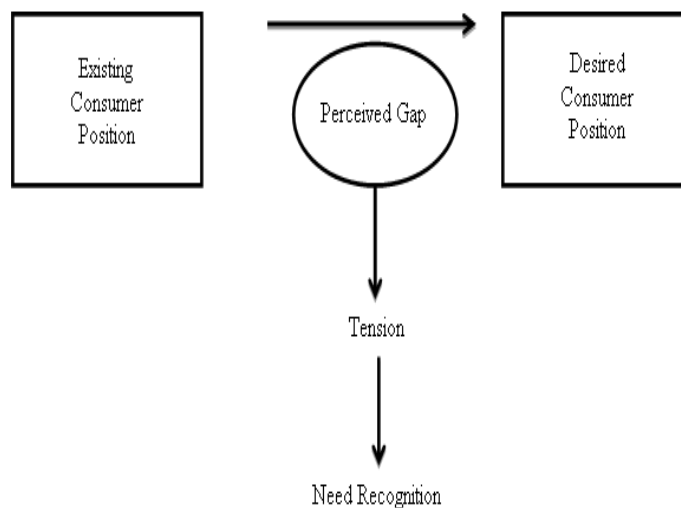 Existing
Consumer
Position
Perceived Gap
Desired
Consumer
Position
Tension
Need Recognition